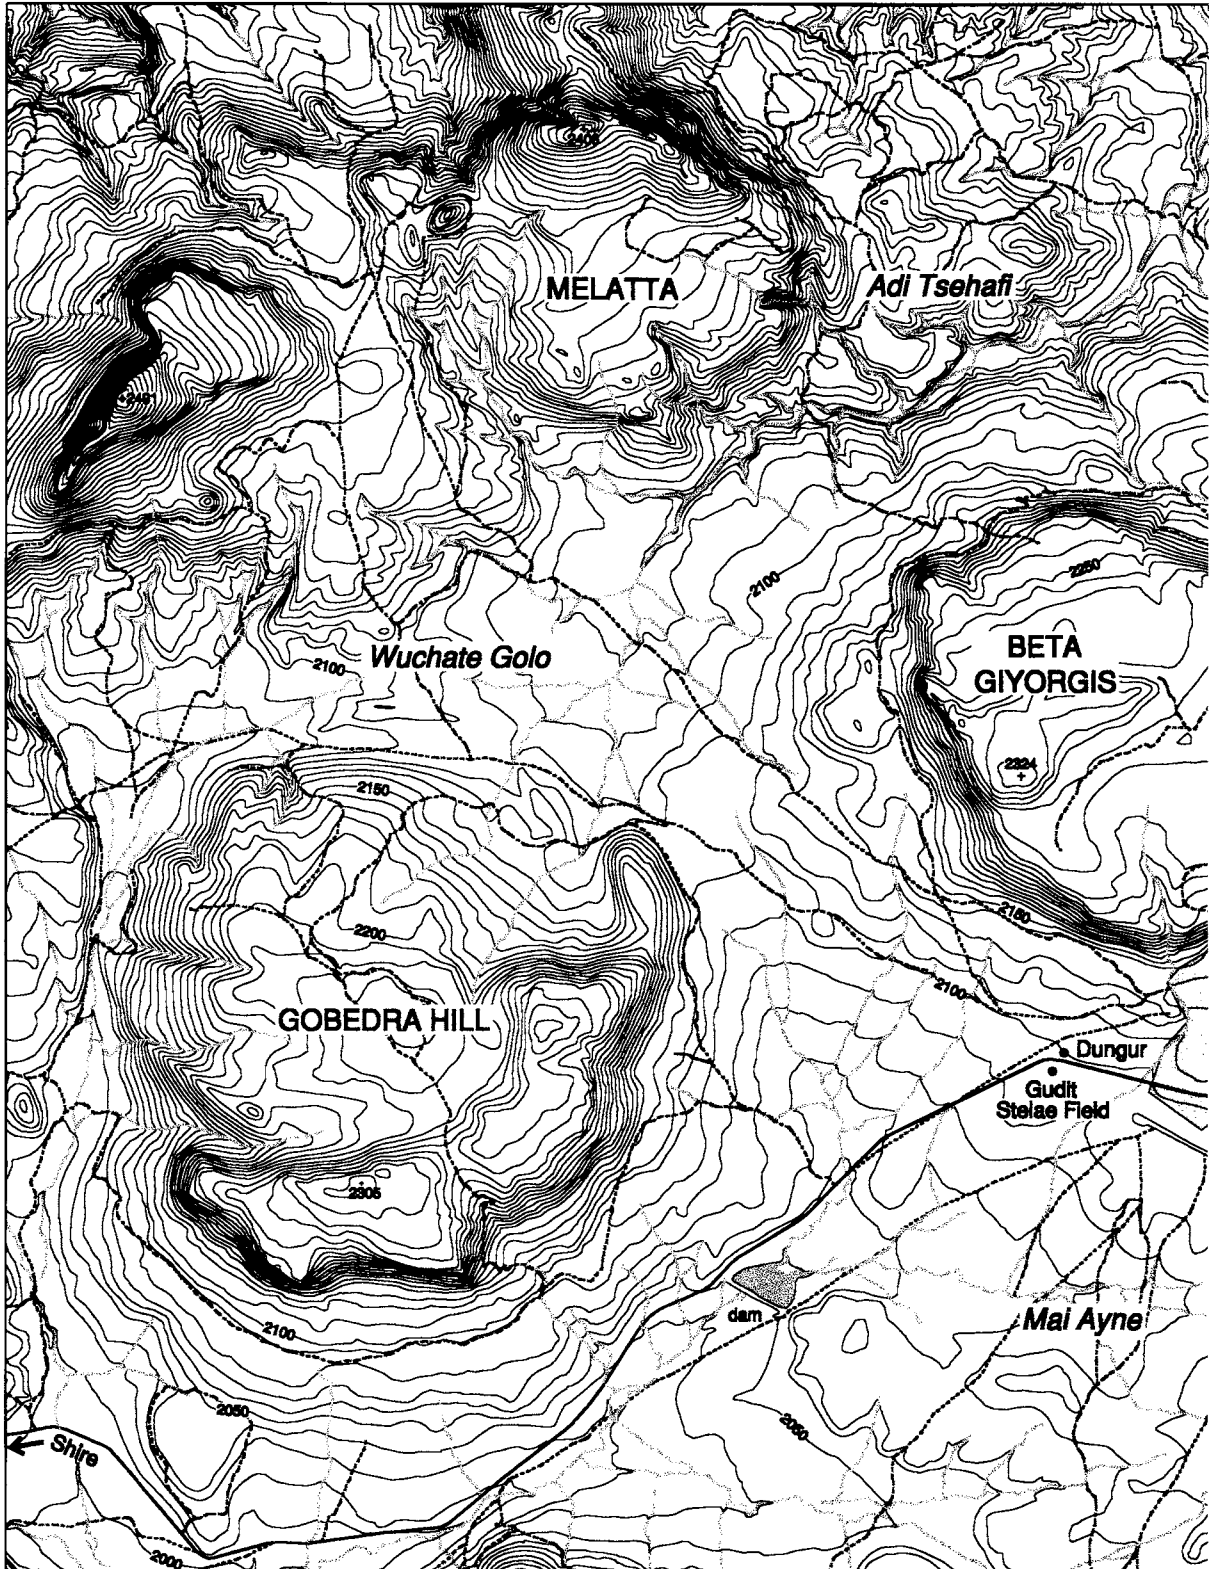 MELATTA
Adi Tsehafi
2491
2250
2100
BETA
GIYORGIS
2100
Wuchate Golo
2324
2150
2150
2200
2100
GOBEDRA HILL
Dungur
Gudit
Stelae Field
2305
dam
Mai Ayne
2100
2050
2050
Shire
2000